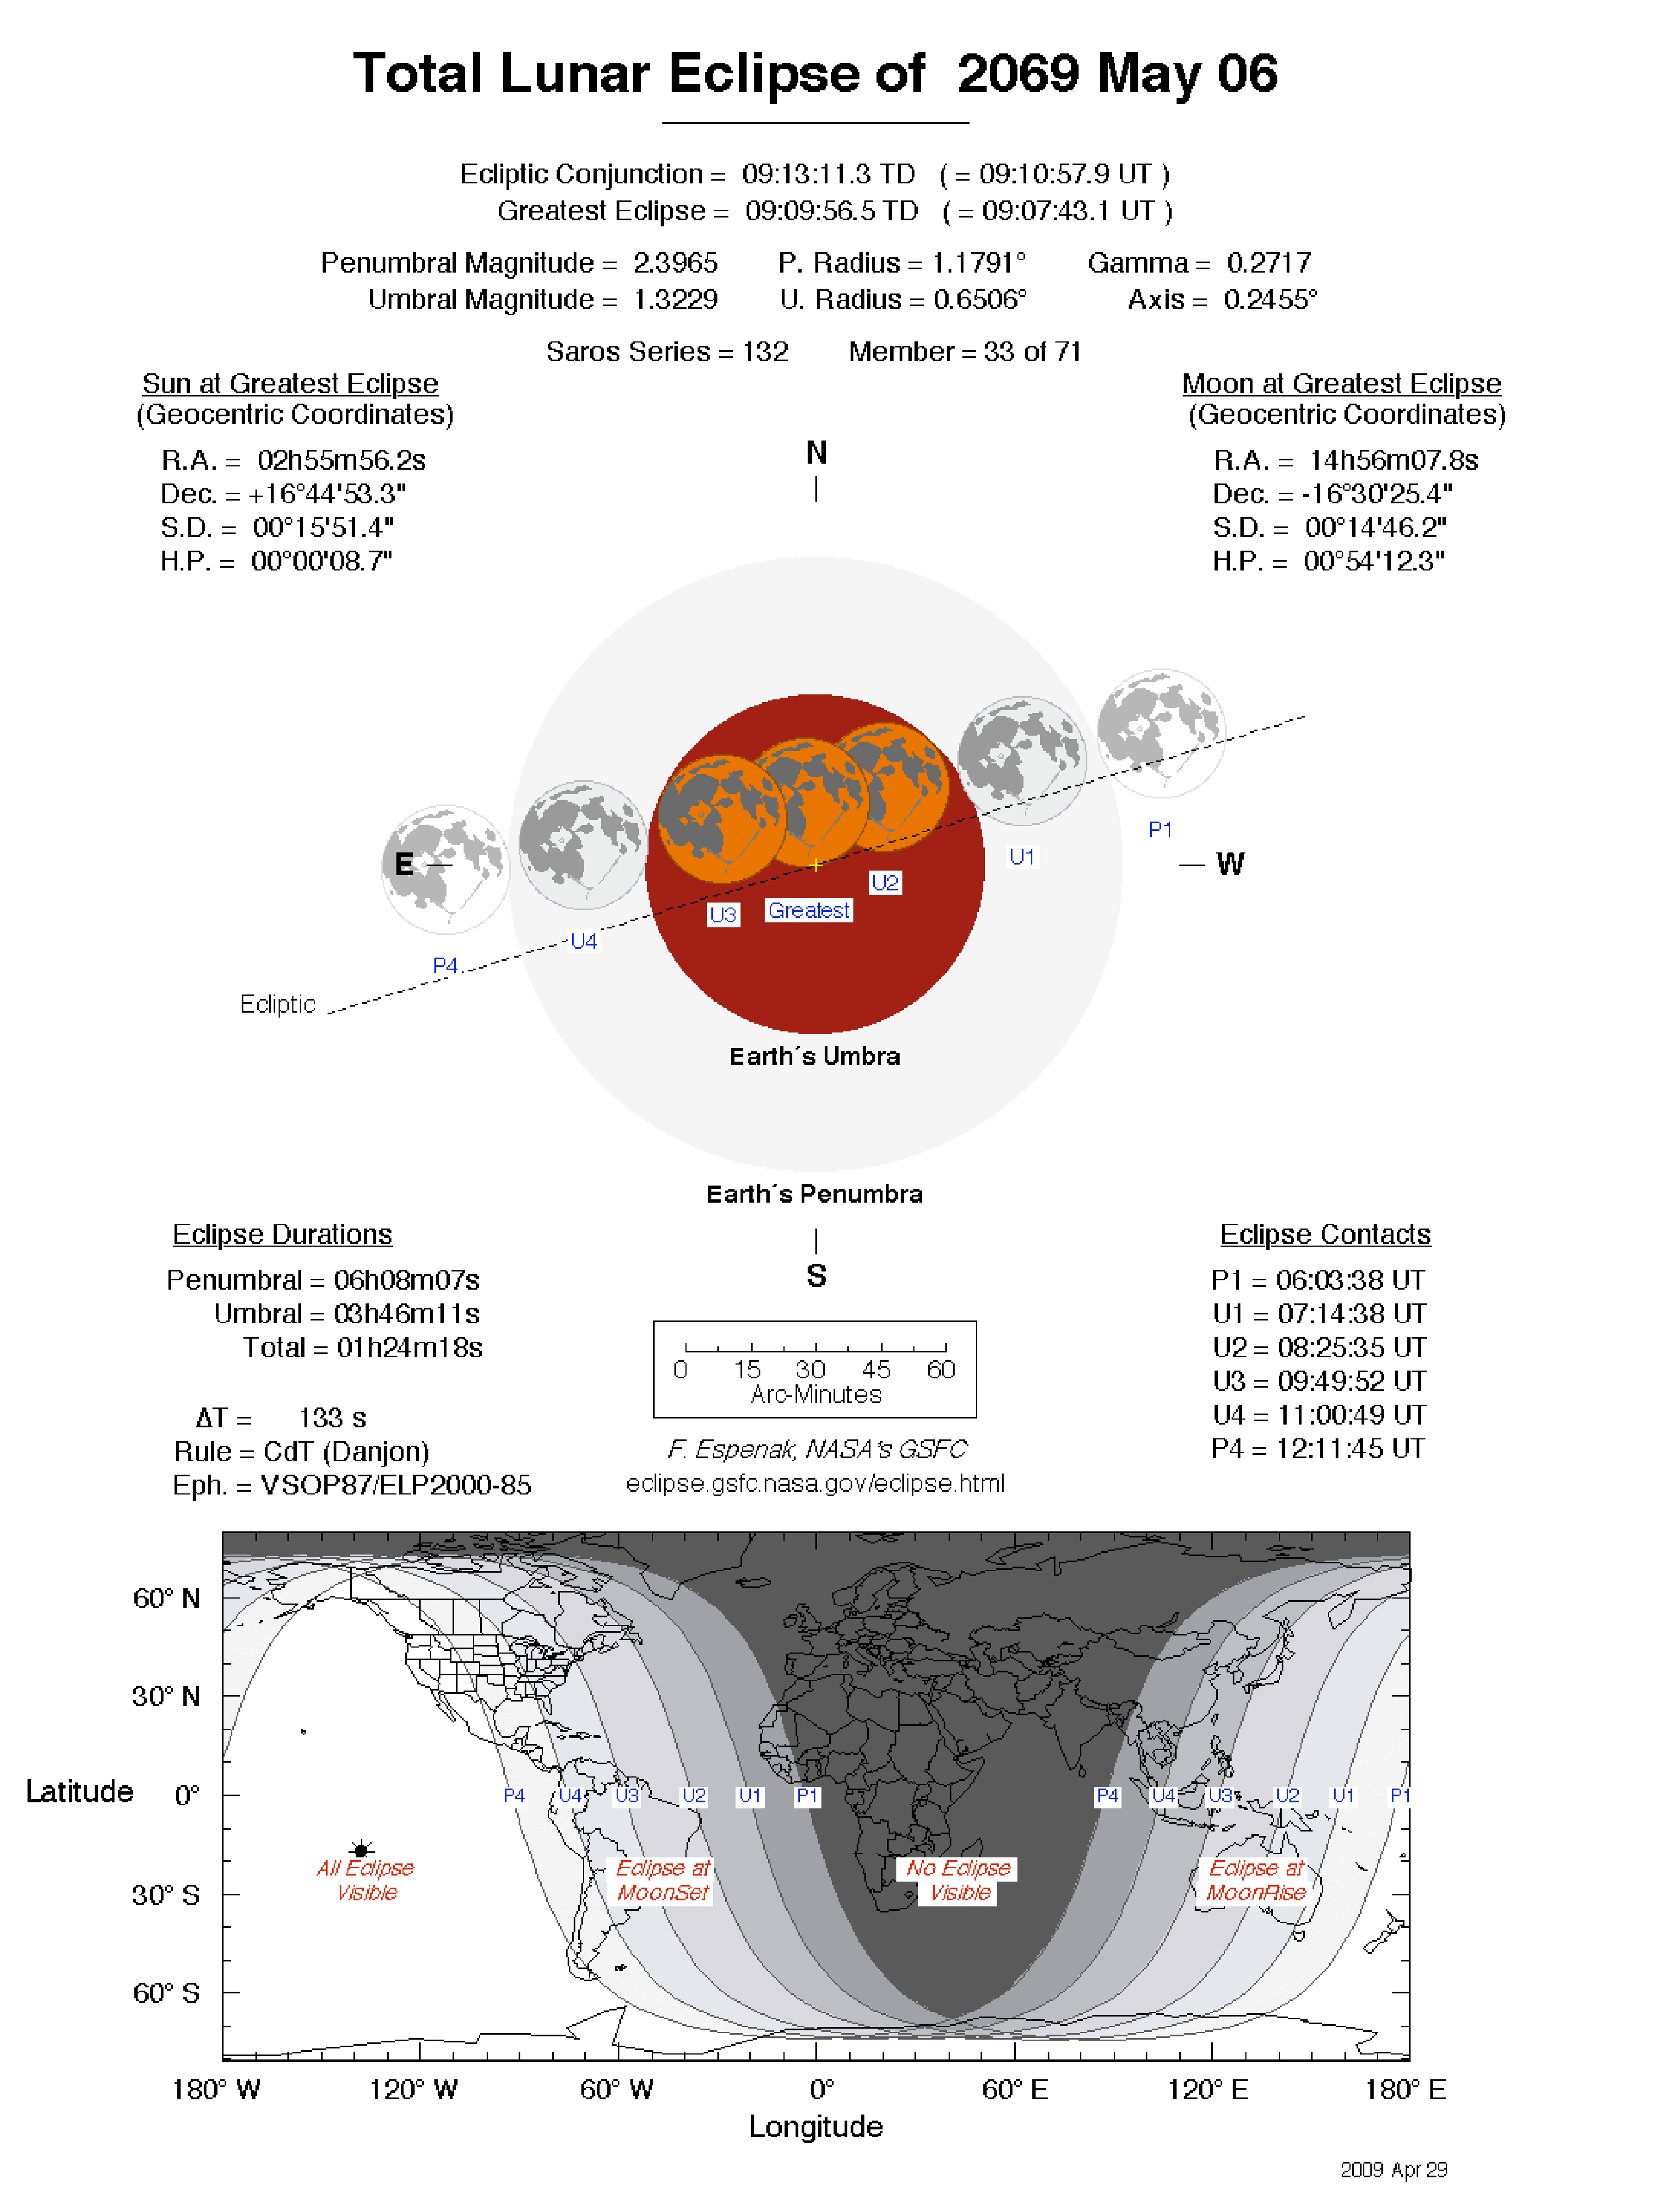 Total Lunar Eclipse of 2069 May 06
Ecliptic Conjunction = 09:13:11.3 TD ( = 09:10:57.9 UT )
Greatest Eclipse = 09:09:56.5 TD ( = 09:07:43.1 UT )
Penumbral Magnitude = 2.3965 P. Radius = 1.1791° Gamma = 0.2717
Umbral Magnitude = 1.3229 U. Radius = 0.6506° Axis = 0.2455°
Saros Series = 132 Member = 33 of 71
Sun at Greatest Eclipse
(Geocentric Coordinates)
R.A. = 02h55m56.2s
Dec. = +16°44'53.3"
S.D. = 00°15'51.4"
H.P. = 00°00'08.7"
Moon at Greatest Eclipse
(Geocentric Coordinates)
R.A. = 14h56m07.8s
Dec. = -16°30'25.4"
S.D. = 00°14'46.2"
H.P. = 00°54'12.3"
N
P1
U1
E
W
U2
Greatest
U3
U4
P4
Ecliptic
Earth´s Umbra
Earth´s Penumbra
S
Eclipse Durations
Penumbral = 06h08m07s
Umbral = 03h46m11s
Total = 01h24m18s
ΔT = 133 s
Rule = CdT (Danjon)
Eph. = VSOP87/ELP2000-85
0 15 30 45 60
Arc-Minutes
F. Espenak, NASA's GSFC
eclipse.gsfc.nasa.gov/eclipse.html
Eclipse Contacts
P1 = 06:03:38 UT
U1 = 07:14:38 UT
U2 = 08:25:35 UT
U3 = 09:49:52 UT
U4 = 11:00:49 UT
P4 = 12:11:45 UT
60° N
30° N
Latitude 0°
30° S
60° S
P4 U4 U3 U2 U1 P1 P4 U4 U3 U2 U1 P1
All Eclipse
Visible
Eclipse at
MoonSet
No Eclipse
Visible
Eclipse at
MoonRise
180° W 120° W 60° W 0° 60° E 120° E 180° E
Longitude
2009 Apr 29